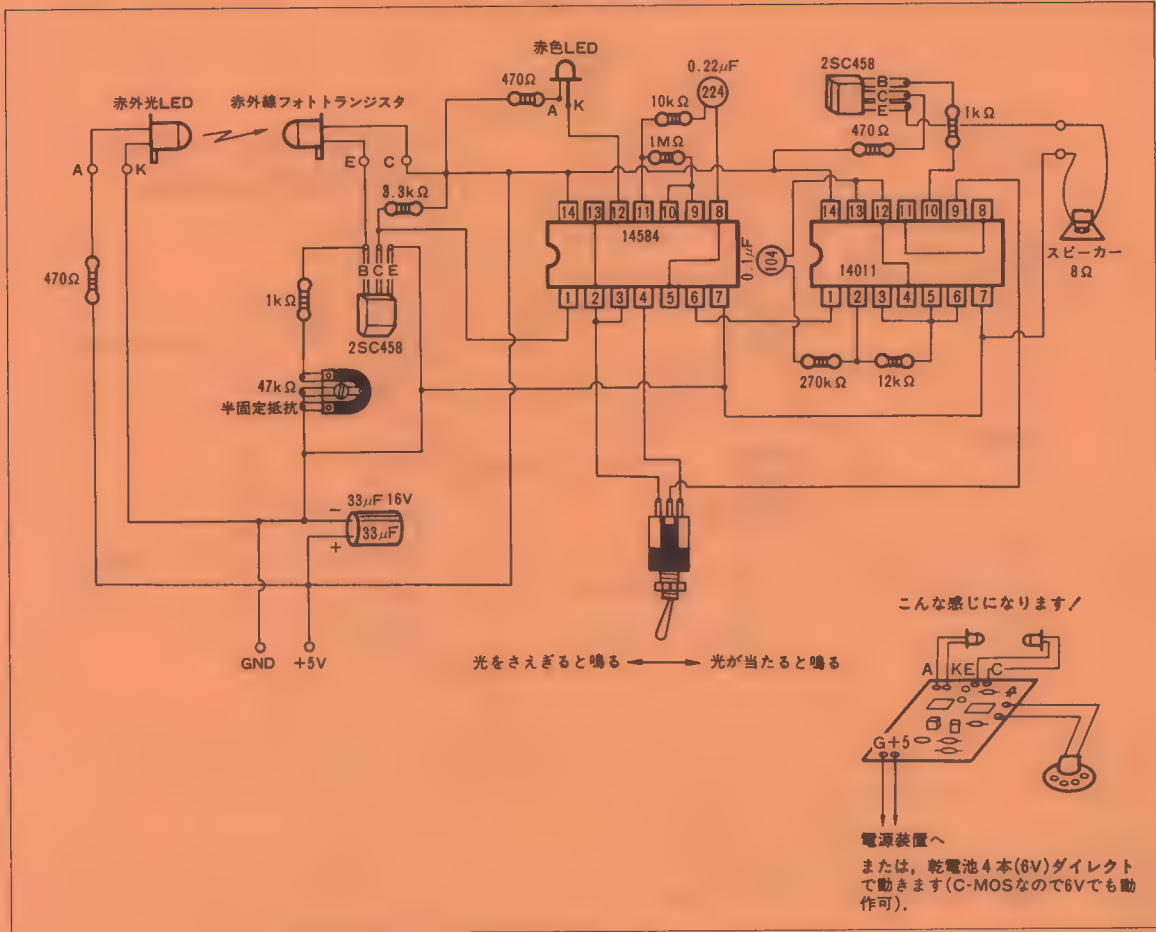 赤外光LED
赤外線フォトトランジスタ
赤色LED
470Ω
A
K
0.22μF
224
10kΩ
1MΩ
2SC458
B
C
E
470Ω
1kΩ
スピーカー
8Ω
A
K
E
C
3.3kΩ
470Ω
1kΩ
B C E
2SC458
47kΩ
半固定抵抗
14 13 12 11 10 9 8
14584
1 2 3 4 5 6 7
0.1μF
104
14 13 12 11 10 9 8
14011
1 2 3 4 5 6 7
270kΩ
12kΩ
33μF 16V
−
33μF
+
GND
+5V
光をさえぎると鳴る
光が当たると鳴る
こんな感じになります!
A K E C
G+5
電源装置へ
または,乾電池4本(6V)ダイレクト
で動きます(C-MOSなので6Vでも動
作可).